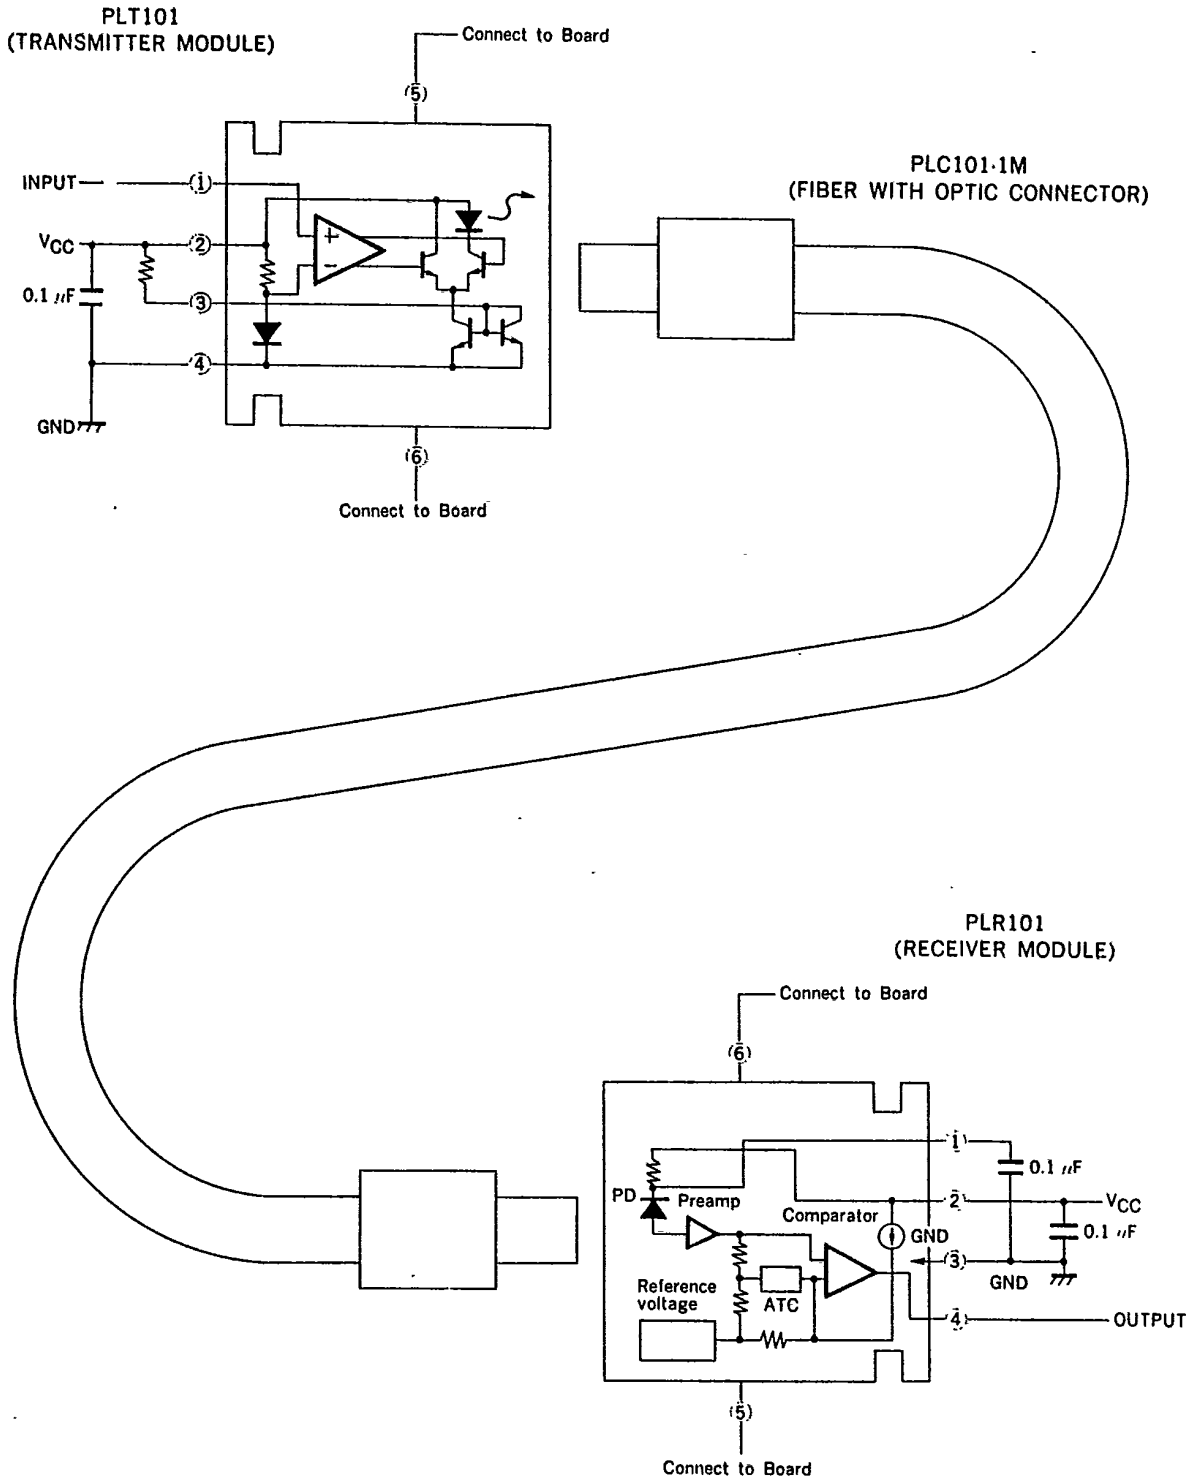 PLT101
(TRANSMITTER MODULE)
Connect to Board
5
INPUT
1
VCC
2
0.1 μF
3
4
GND
+
−
6
Connect to Board
PLC101·1M
(FIBER WITH OPTIC CONNECTOR)
PLR101
(RECEIVER MODULE)
Connect to Board
6
1
0.1 μF
PD
Preamp
2
VCC
Comparator
GND
0.1 μF
3
GND
Reference
voltage
ATC
4
OUTPUT
5
Connect to Board